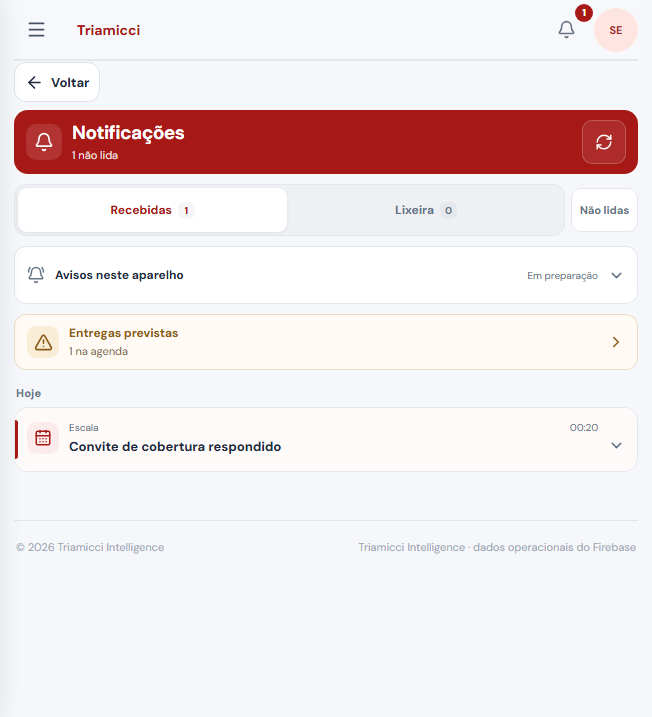 Triamicci
1
SE
Voltar
Notificações
1 não lida
Recebidas 1
Lixeira 0
Não lidas
Avisos neste aparelho
Em preparação
Entregas previstas
1 na agenda
Hoje
Escala
00:20
Convite de cobertura respondido
© 2026 Triamicci Intelligence
Triamicci Intelligence · dados operacionais do Firebase